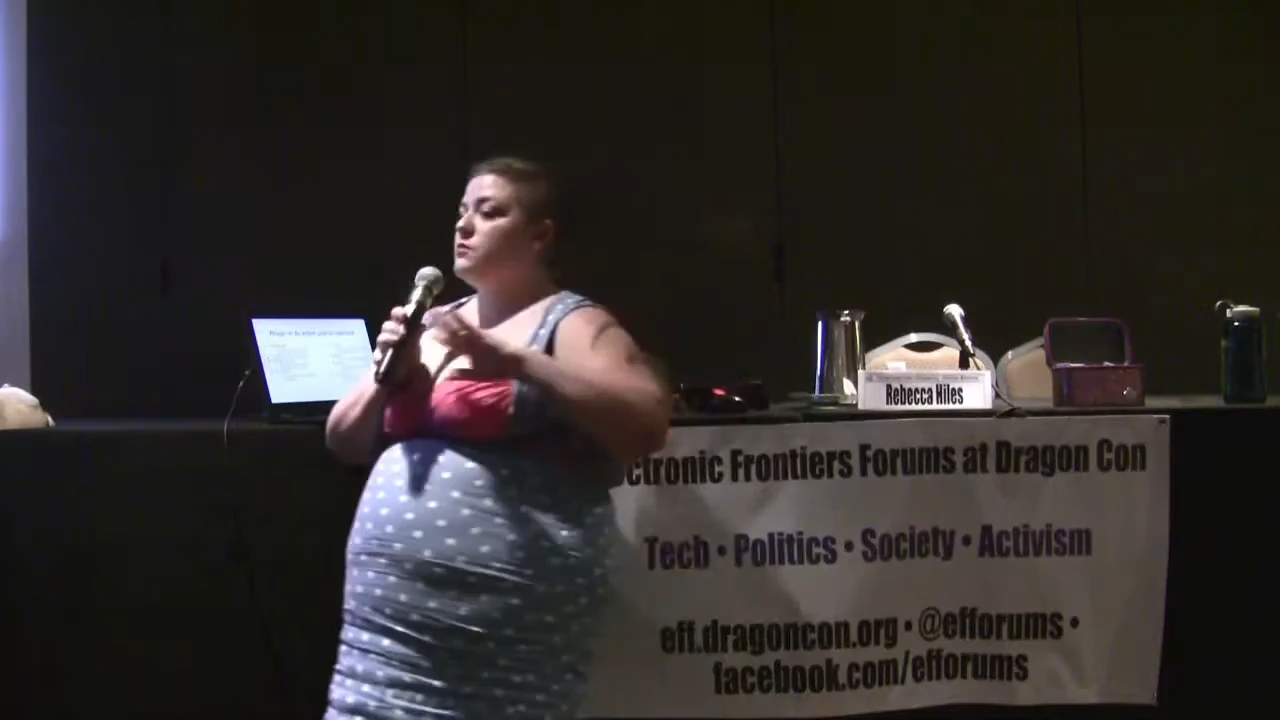 Rebecca Hiles
ctronic Frontiers Forums at Dragon Con
Tech • Politics • Society • Activism
eff.dragoncon.org • @efforums •
facebook.com/efforums